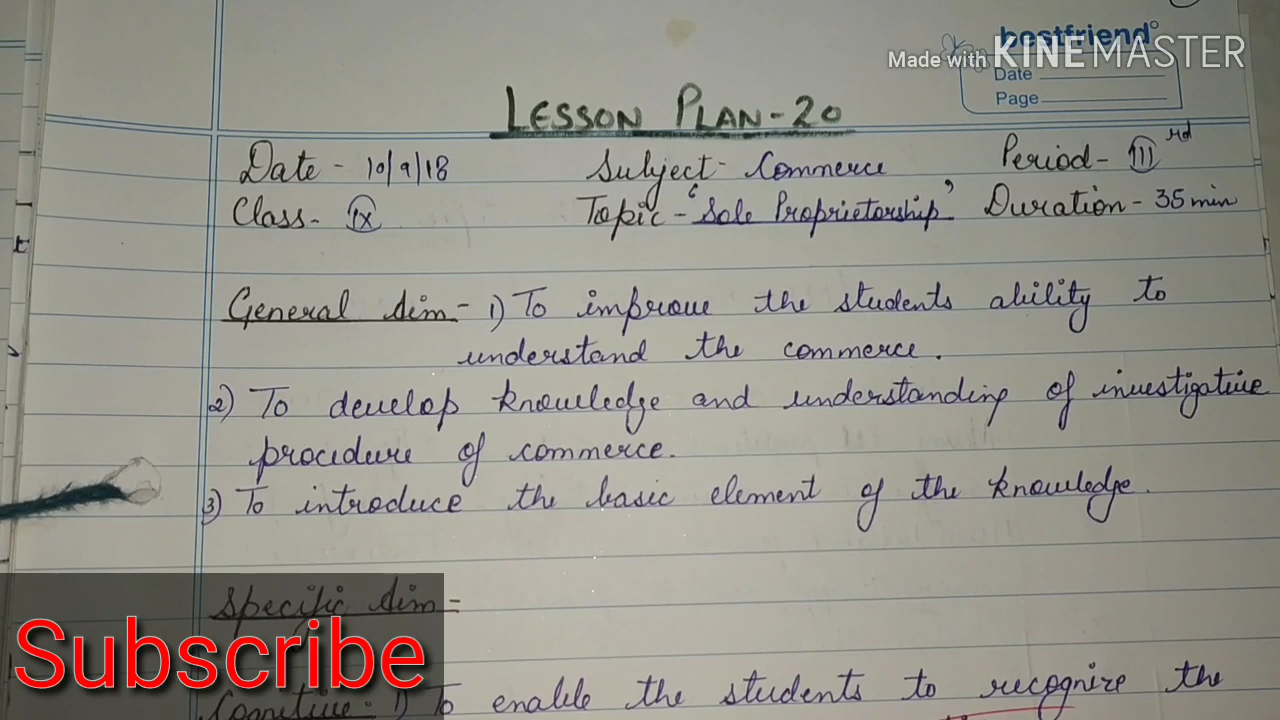 bestfriend
Made with KINEMASTER
Date
Page
LESSON PLAN-20
Date - 10/9/18 Subject- Commerce Period- III rd
Class- IX Topic - 'Sole Proprietorship' Duration - 35 min
General Aim - 1) To improve the students ability to
understand the commerce.
2) To develop knowledge and understanding of investigative
procedure of commerce.
3) To introduce the basic element of the knowledge.
Specific Aim =
Subscribe
Cognitive - 1) To enable the students to recognize the